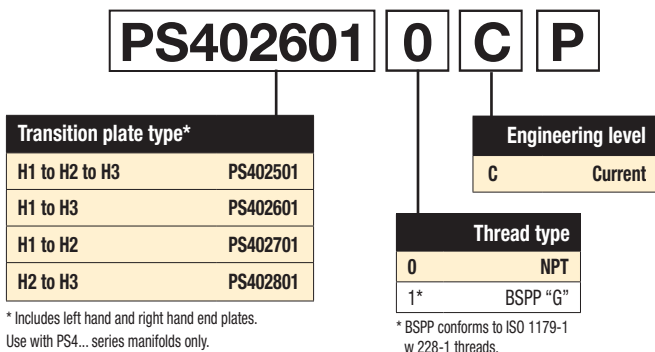 PS402601 0 C P
Transition plate type*
H1 to H2 to H3 PS402501
H1 to H3 PS402601
H1 to H2 PS402701
H2 to H3 PS402801
* Includes left hand and right hand end plates.
Use with PS4... series manifolds only.
Engineering level
C Current
Thread type
0 NPT
1* BSPP “G”
* BSPP conforms to ISO 1179-1
w 228-1 threads.